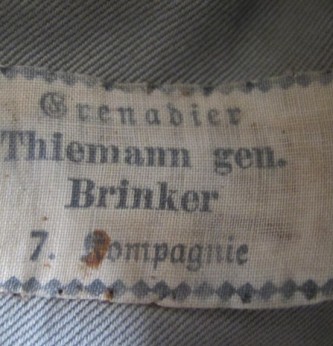 Grenadier
Thiemann gen.
Brinker
7. Kompagnie